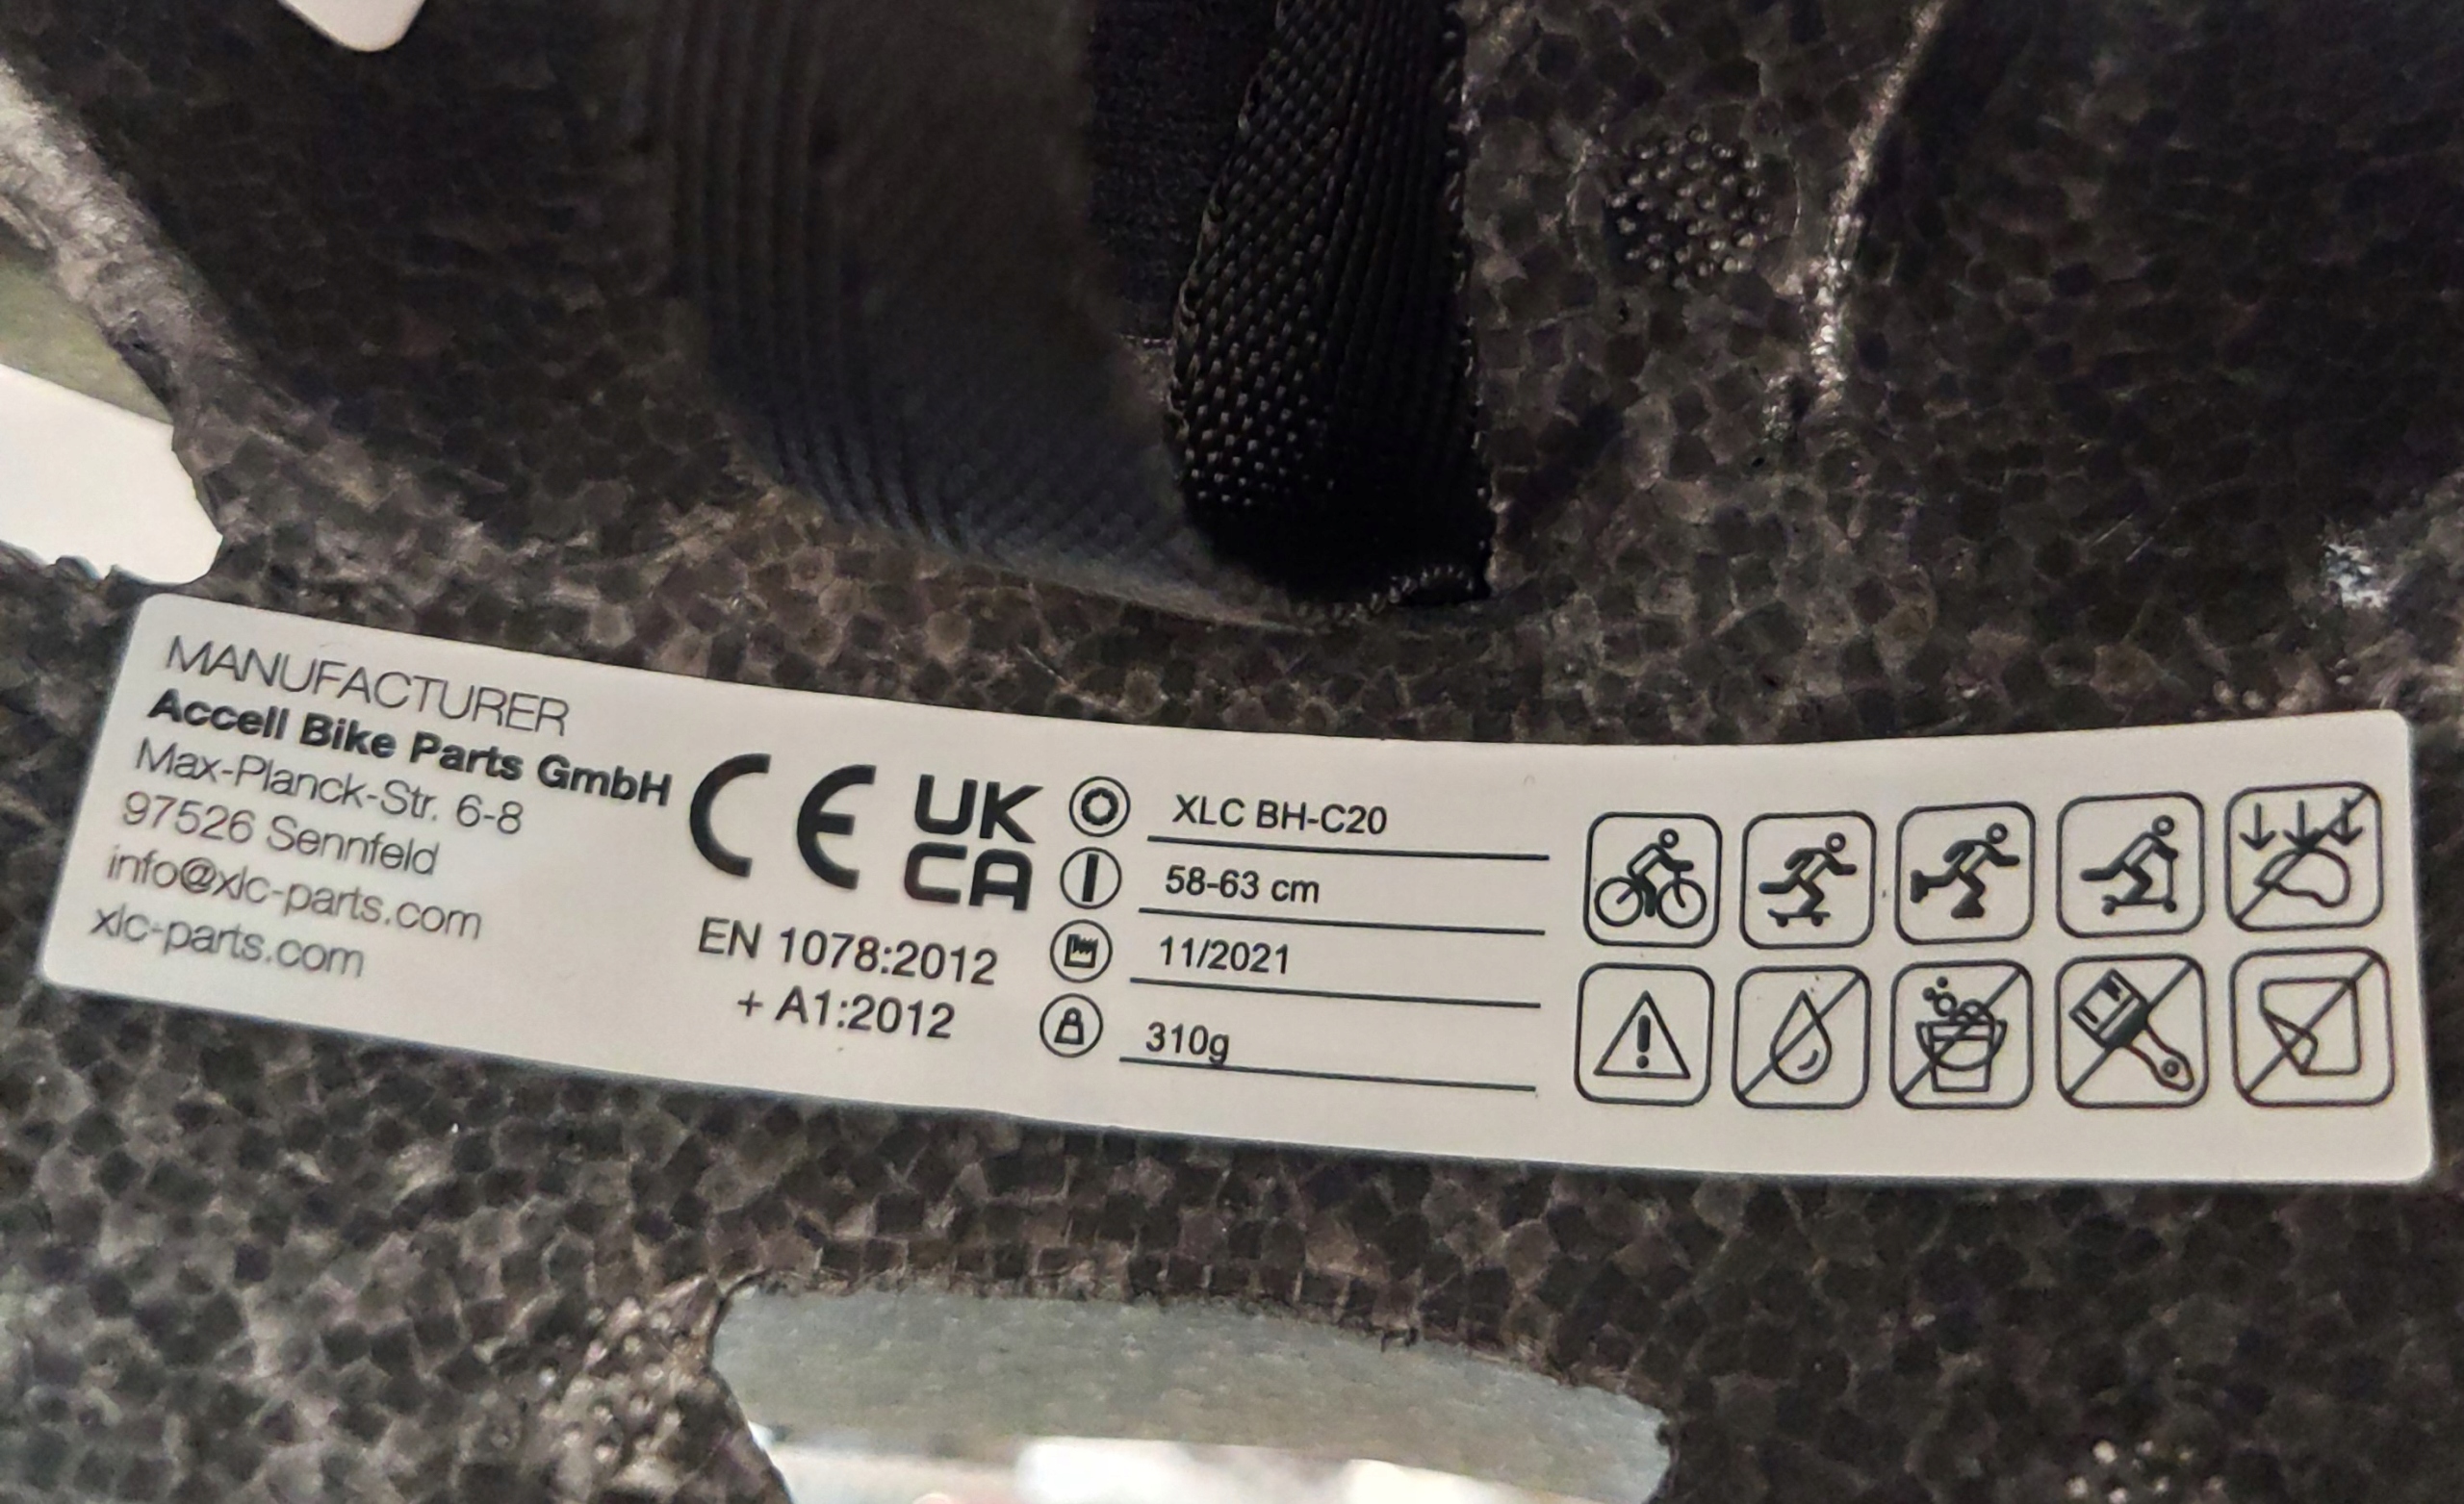 MANUFACTURER
Accell Bike Parts GmbH
Max-Planck-Str. 6-8
97526 Sennfeld
info@xlc-parts.com
xlc-parts.com
CE
UK
CA
EN 1078:2012
+ A1:2012
XLC BH-C20
58-63 cm
11/2021
310g